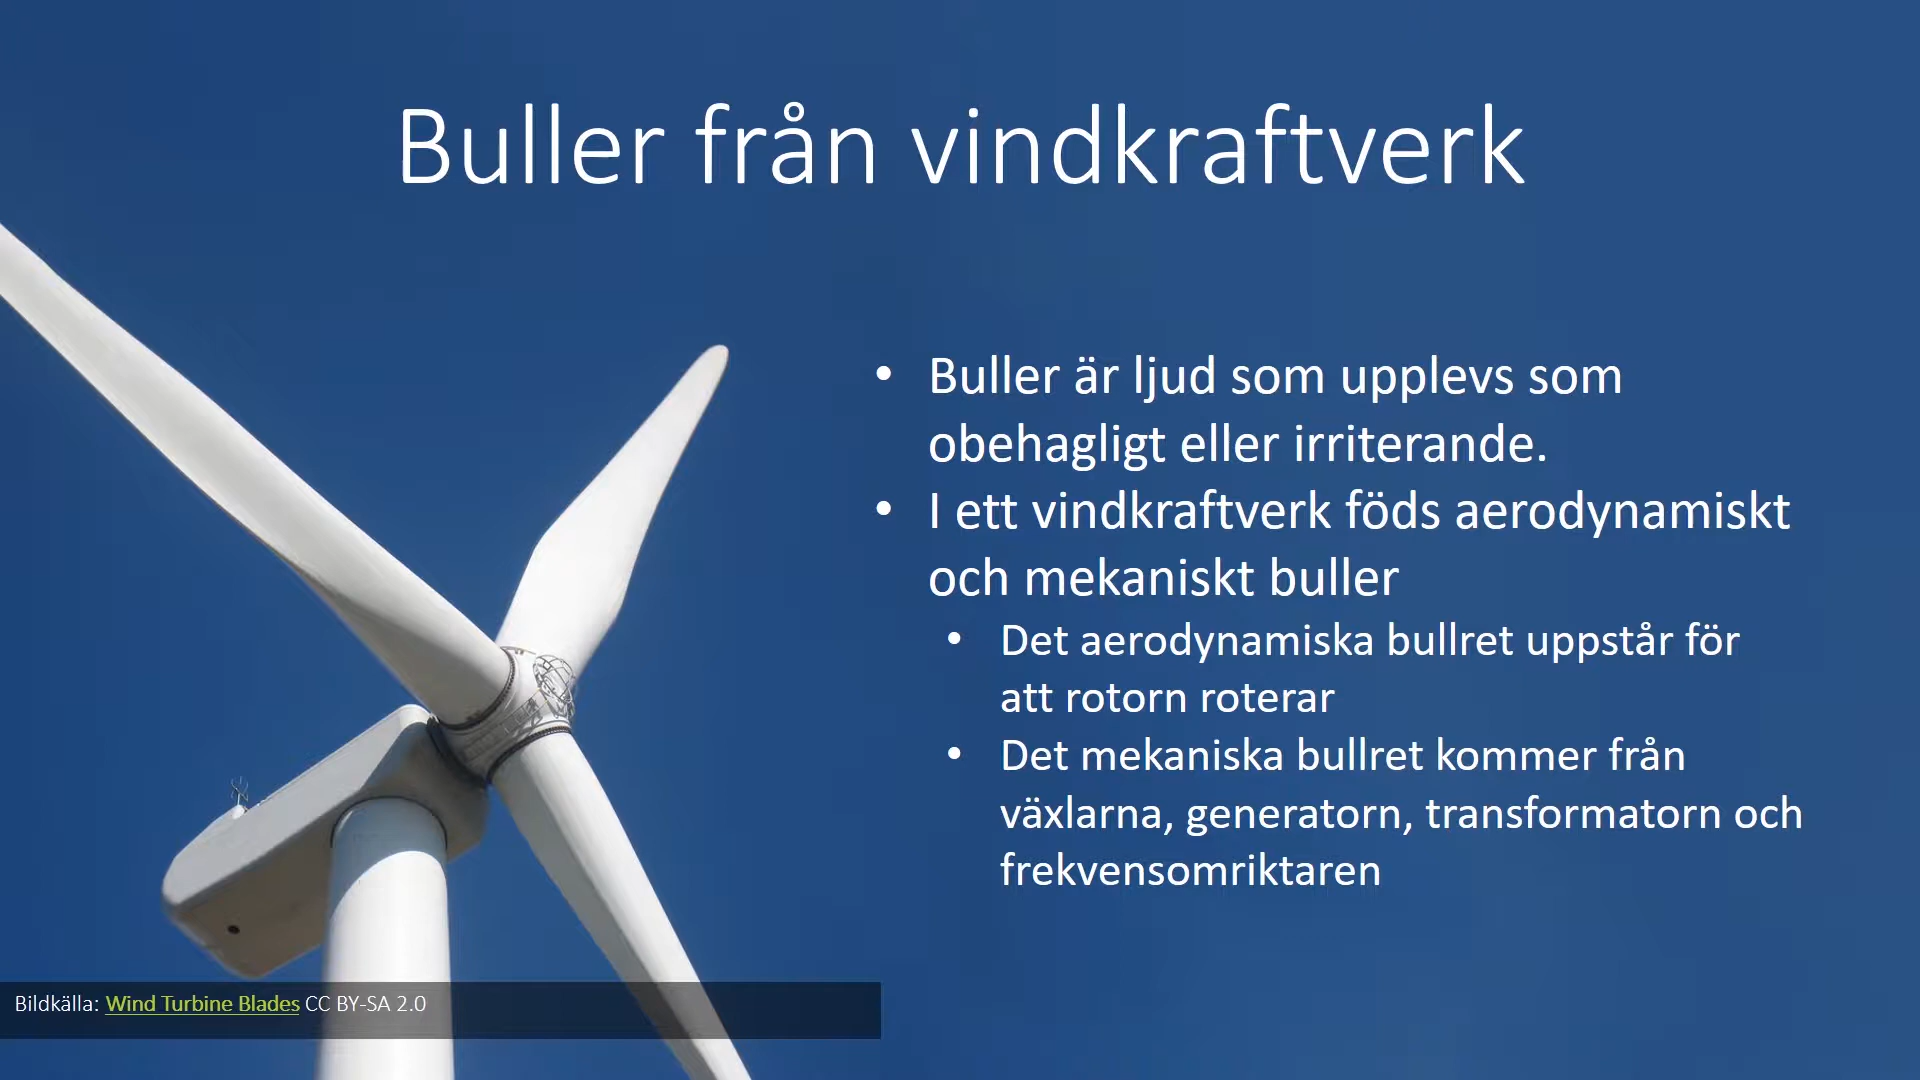 Buller från vindkraftverk
• Buller är ljud som upplevs som
obehagligt eller irriterande.
• I ett vindkraftverk föds aerodynamiskt
och mekaniskt buller
• Det aerodynamiska bullret uppstår för
att rotorn roterar
• Det mekaniska bullret kommer från
växlarna, generatorn, transformatorn och
frekvensomriktaren
Bildkälla: Wind Turbine Blades CC BY-SA 2.0